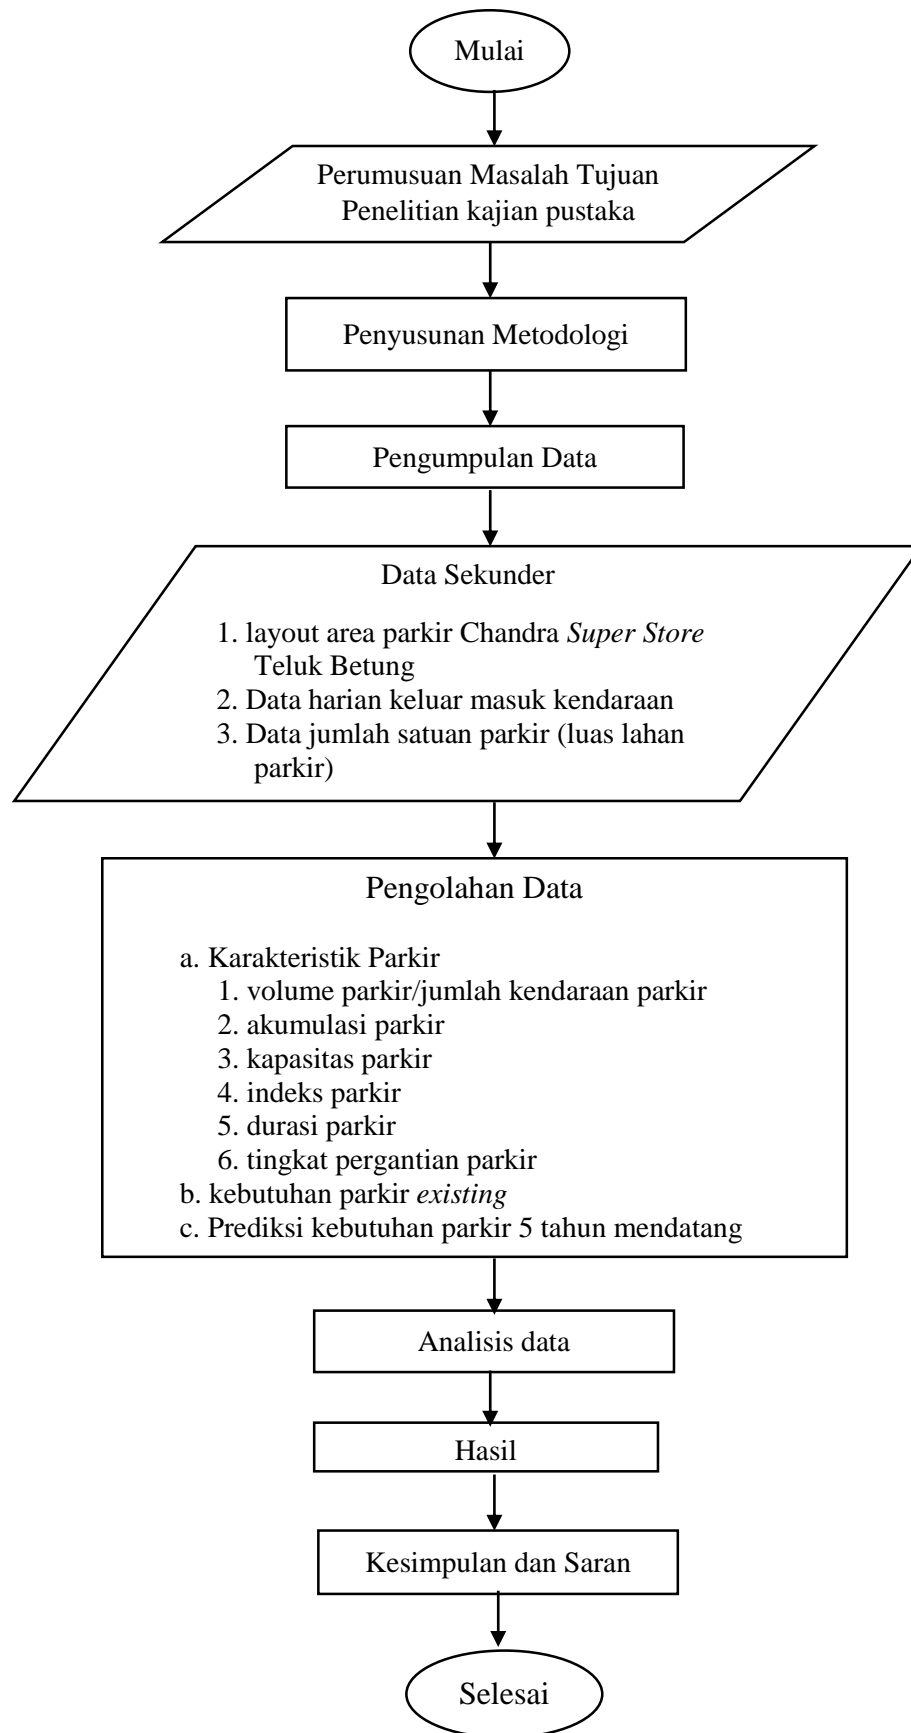 Mulai
Perumusuan Masalah Tujuan
Penelitian kajian pustaka
Penyusunan Metodologi
Pengumpulan Data
Data Sekunder
1. layout area parkir Chandra Super Store
Teluk Betung
2. Data harian keluar masuk kendaraan
3. Data jumlah satuan parkir (luas lahan
parkir)
Pengolahan Data
a. Karakteristik Parkir
1. volume parkir/jumlah kendaraan parkir
2. akumulasi parkir
3. kapasitas parkir
4. indeks parkir
5. durasi parkir
6. tingkat pergantian parkir
b. kebutuhan parkir existing
c. Prediksi kebutuhan parkir 5 tahun mendatang
Analisis data
Hasil
Kesimpulan dan Saran
Selesai